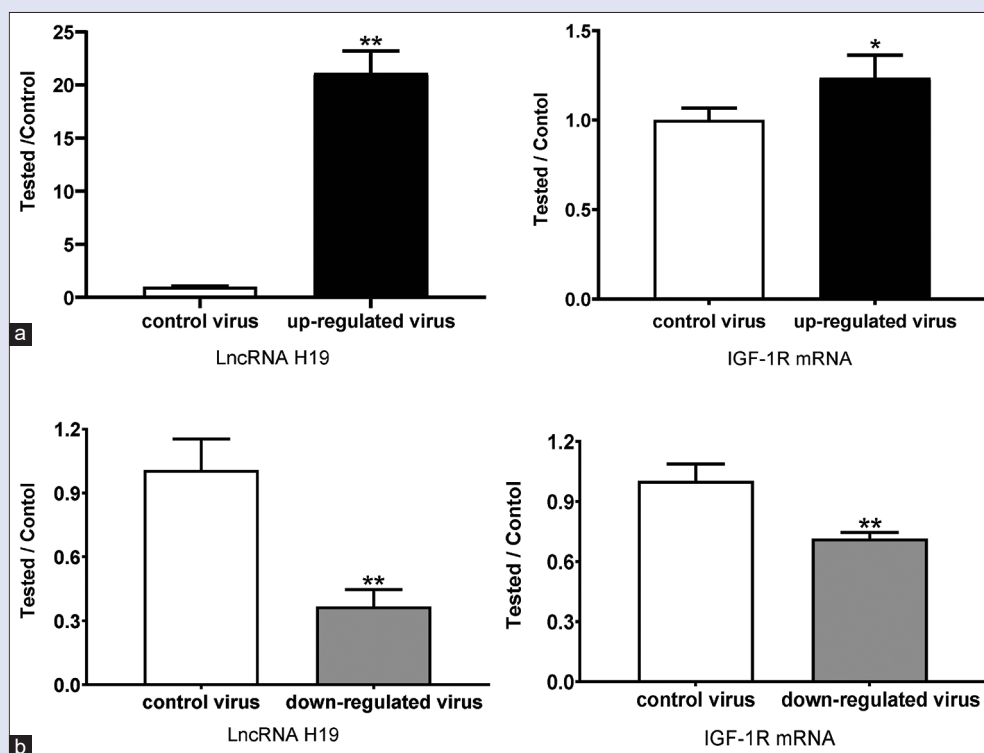 25
20
15
10
5
0
Tested /Control
**
control virus
up-regulated virus
LncRNA H19
1.5
1.0
0.5
0.0
Tested / Contol
*
control virus
up-regulated virus
IGF-1R mRNA
a
1.2
0.9
0.6
0.3
0.0
Tested / Contol
**
control virus
down-regulated virus
LncRNA H19
1.2
0.9
0.6
0.3
0.0
Tested / Contol
**
control virus
down-regulated virus
IGF-1R mRNA
b